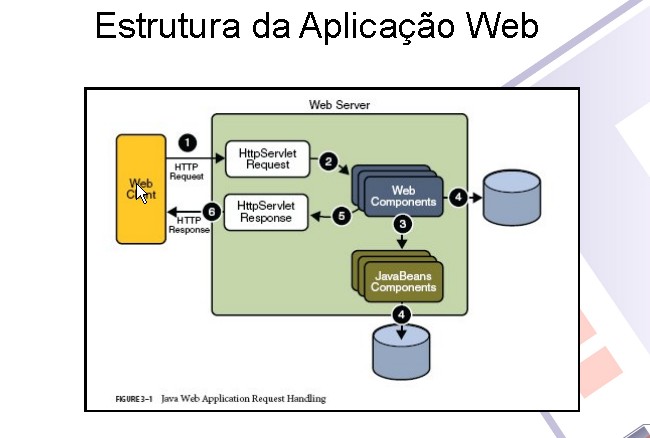 Estrutura da Aplicação Web
Web Server
1
HTTP
Request
HttpServlet
Request
2
Web
Client
Web
Components
4
HttpServlet
Response
5
6
HTTP
Response
3
JavaBeans
Components
4
FIGURE 3–1 Java Web Application Request Handling